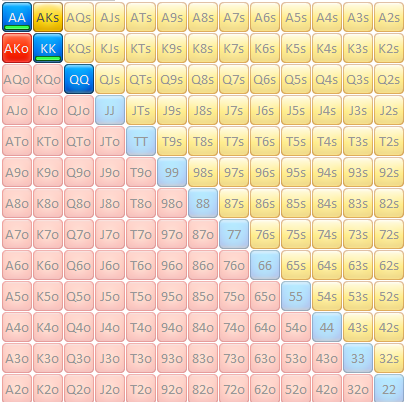 AA AKs AQs AJs ATs A9s A8s A7s A6s A5s A4s A3s A2s
AKo KK KQs KJs KTs K9s K8s K7s K6s K5s K4s K3s K2s
AQo KQo QQ QJs QTs Q9s Q8s Q7s Q6s Q5s Q4s Q3s Q2s
AJo KJo QJo JJ JTs J9s J8s J7s J6s J5s J4s J3s J2s
ATo KTo QTo JTo TT T9s T8s T7s T6s T5s T4s T3s T2s
A9o K9o Q9o J9o T9o 99 98s 97s 96s 95s 94s 93s 92s
A8o K8o Q8o J8o T8o 98o 88 87s 86s 85s 84s 83s 82s
A7o K7o Q7o J7o T7o 97o 87o 77 76s 75s 74s 73s 72s
A6o K6o Q6o J6o T6o 96o 86o 76o 66 65s 64s 63s 62s
A5o K5o Q5o J5o T5o 95o 85o 75o 65o 55 54s 53s 52s
A4o K4o Q4o J4o T4o 94o 84o 74o 64o 54o 44 43s 42s
A3o K3o Q3o J3o T3o 93o 83o 73o 63o 53o 43o 33 32s
A2o K2o Q2o J2o T2o 92o 82o 72o 62o 52o 42o 32o 22